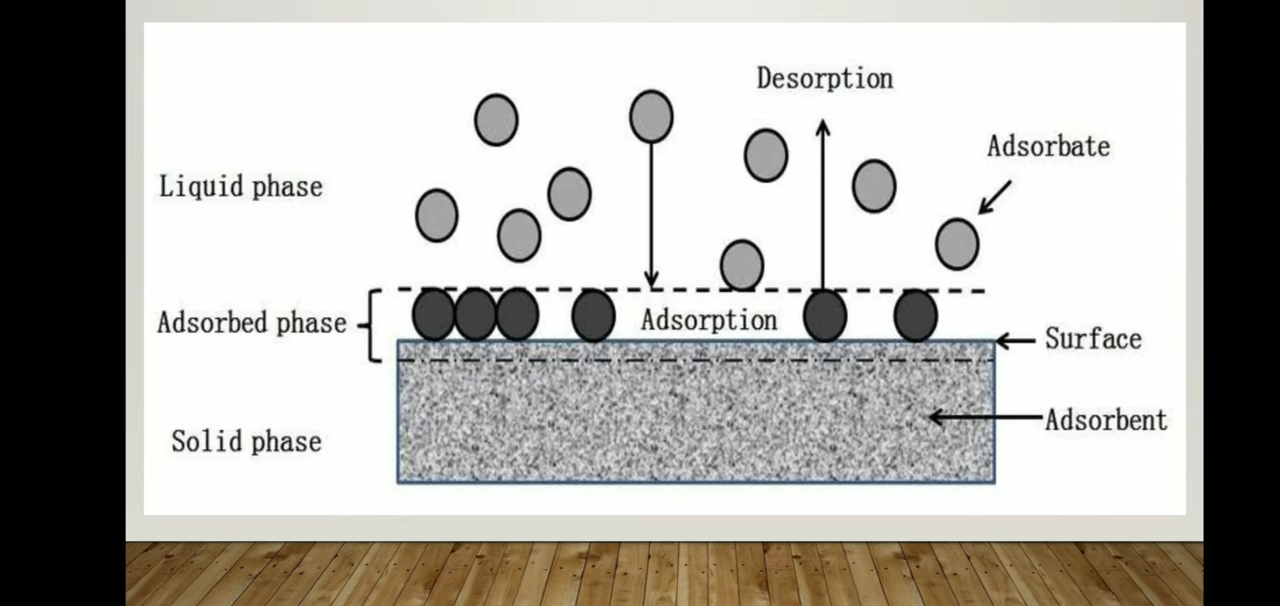 Desorption
Adsorbate
Liquid phase
Adsorbed phase
Adsorption
Surface
Adsorbent
Solid phase